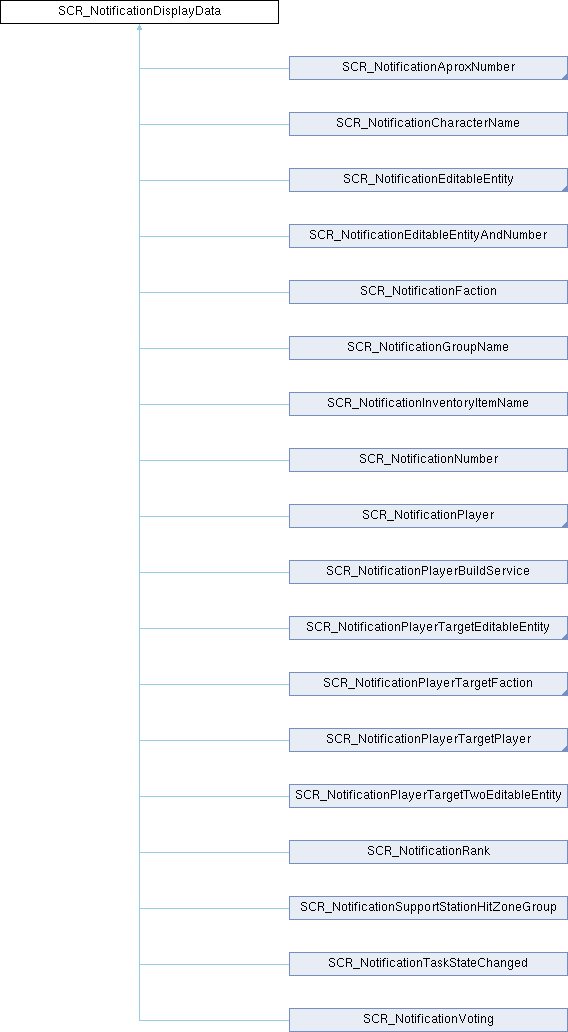 SCR_NotificationDisplayData
SCR_NotificationAproxNumber
SCR_NotificationCharacterName
SCR_NotificationEditableEntity
SCR_NotificationEditableEntityAndNumber
SCR_NotificationFaction
SCR_NotificationGroupName
SCR_NotificationInventoryItemName
SCR_NotificationNumber
SCR_NotificationPlayer
SCR_NotificationPlayerBuildService
SCR_NotificationPlayerTargetEditableEntity
SCR_NotificationPlayerTargetFaction
SCR_NotificationPlayerTargetPlayer
SCR_NotificationPlayerTargetTwoEditableEntity
SCR_NotificationRank
SCR_NotificationSupportStationHitZoneGroup
SCR_NotificationTaskStateChanged
SCR_NotificationVoting